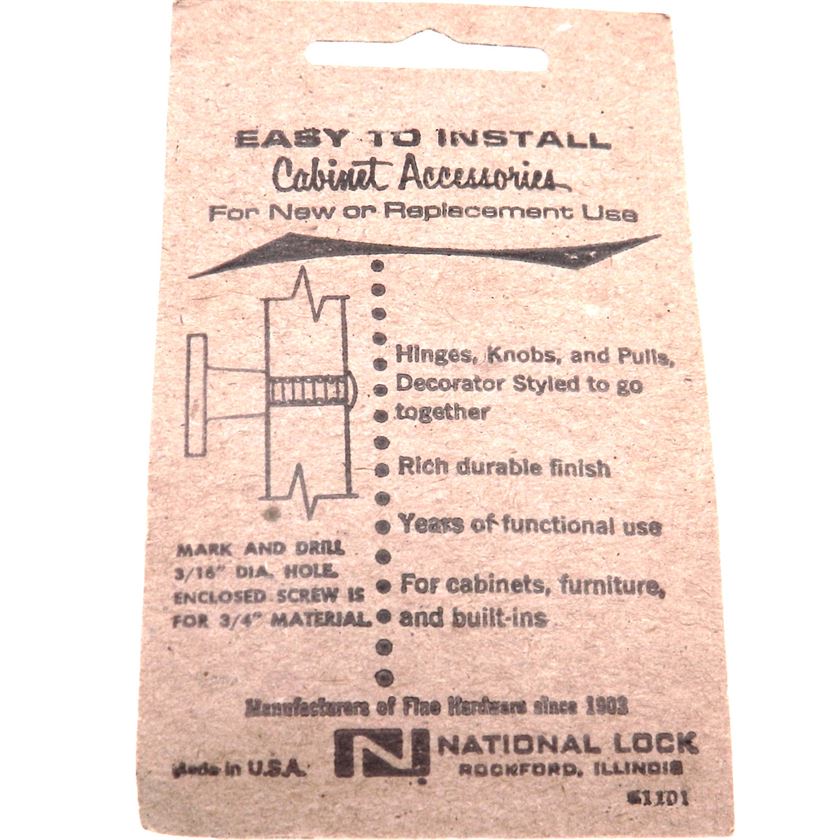 EASY TO INSTALL
Cabinet Accessories
For New or Replacement Use
Hinges, Knobs, and Pulls,
Decorator Styled to go
together
Rich durable finish
Years of functional use
For cabinets, furniture,
and built-ins
MARK AND DRILL
3/16" DIA. HOLE.
ENCLOSED SCREW IS
FOR 3/4" MATERIAL.
Manufacturers of Fine Hardware since 1903
Made in U.S.A.
N NATIONAL LOCK
ROCKFORD, ILLINOIS